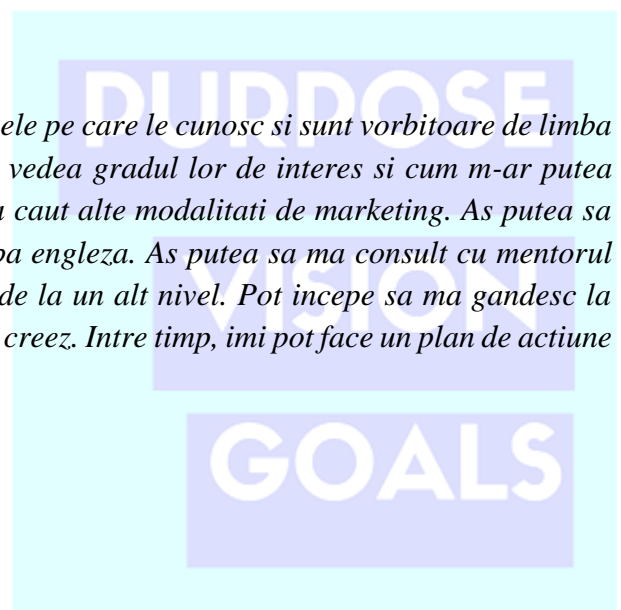 PURPOSE
ele pe care le cunosc si sunt vorbitoare de limba
vedea gradul lor de interes si cum m-ar putea
caut alte modalitati de marketing. As putea sa
ba engleza. As putea sa ma consult cu mentorul
VISION
de la un alt nivel. Pot incepe sa ma gandesc la
creez. Intre timp, imi pot face un plan de actiune
GOALS